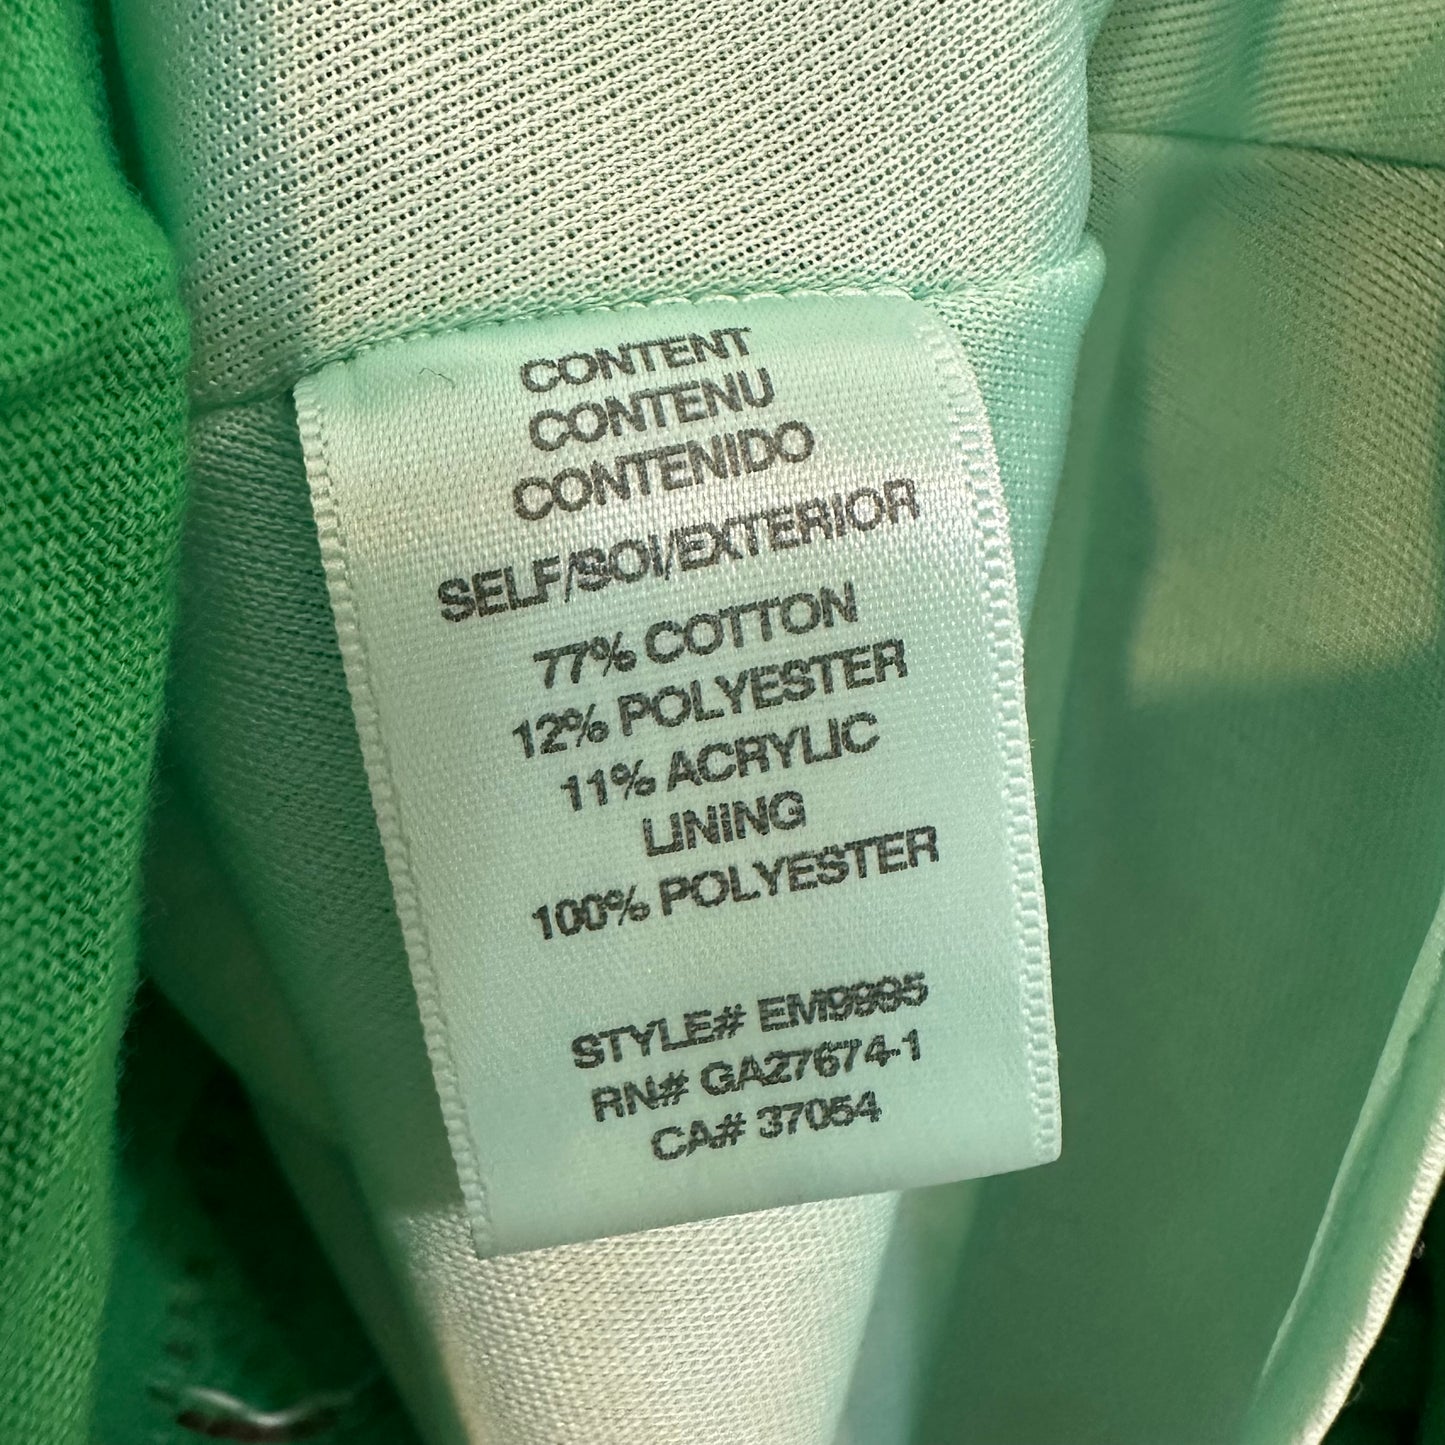 CONTENT
CONTENU
CONTENIDO
SELF/SOI/EXTERIOR
77% COTTON
12% POLYESTER
11% ACRYLIC
LINING
100% POLYESTER
STYLE# EM9995
RN# GA27674-1
CA# 37054